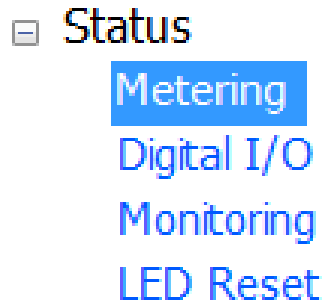 Status
Metering
Digital I/O
Monitoring
LED Reset